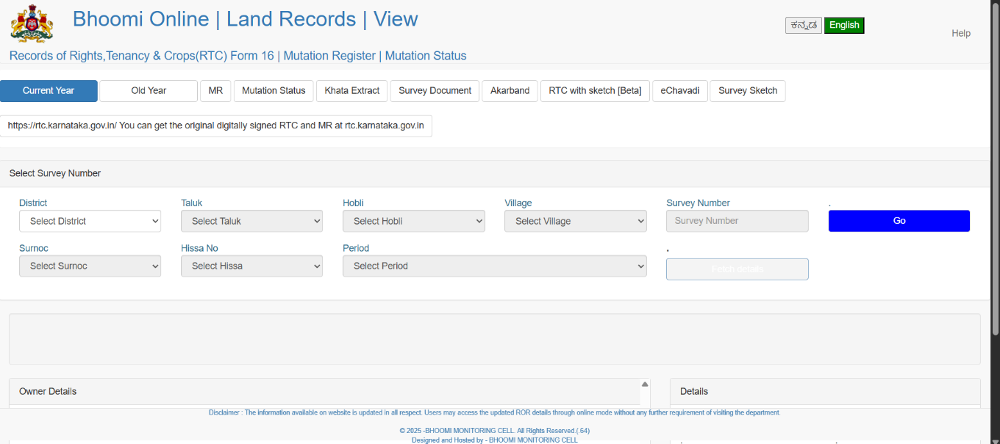 Bhoomi Online | Land Records | View
ಕನ್ನಡ English
Help
Records of Rights,Tenancy & Crops(RTC) Form 16 | Mutation Register | Mutation Status
Current Year Old Year MR Mutation Status Khata Extract Survey Document Akarband RTC with sketch [Beta] eChavadi Survey Sketch
https://rtc.karnataka.gov.in/ You can get the original digitally signed RTC and MR at rtc.karnataka.gov.in
Select Survey Number
District Taluk Hobli Village Survey Number .
Select District Select Taluk Select Hobli Select Village Survey Number Go
Surnoc Hissa No Period .
Select Surnoc Select Hissa Select Period Fetch details
Owner Details Details
Disclaimer : The information available on website is updated in all respect. Users may access the updated ROR details through online mode without any further requirement of visiting the department.
© 2025 -BHOOMI MONITORING CELL. All Rights Reserved.(.64)
Designed and Hosted by - BHOOMI MONITORING CELL